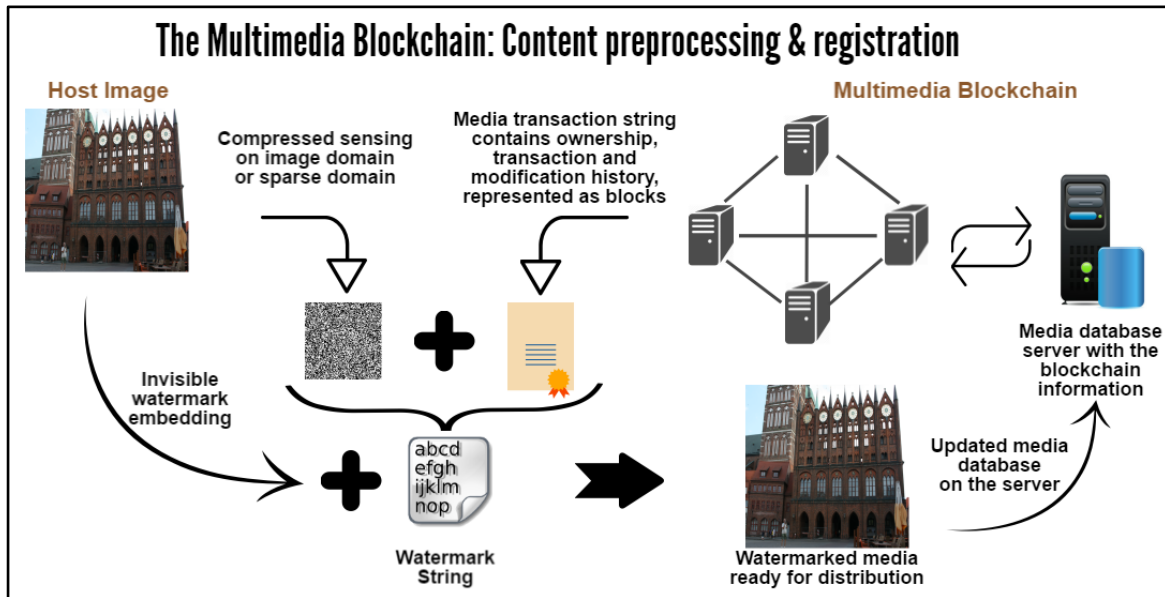 The Multimedia Blockchain: Content preprocessing & registration
Host Image
Compressed sensing
on image domain
or sparse domain
Media transaction string
contains ownership,
transaction and
modification history,
represented as blocks
Multimedia Blockchain
Media database
server with the
blockchain
information
Invisible
watermark
embedding
abcd
efgh
ijklm
nop
Watermark
String
Watermarked media
ready for distribution
Updated media
database
on the server